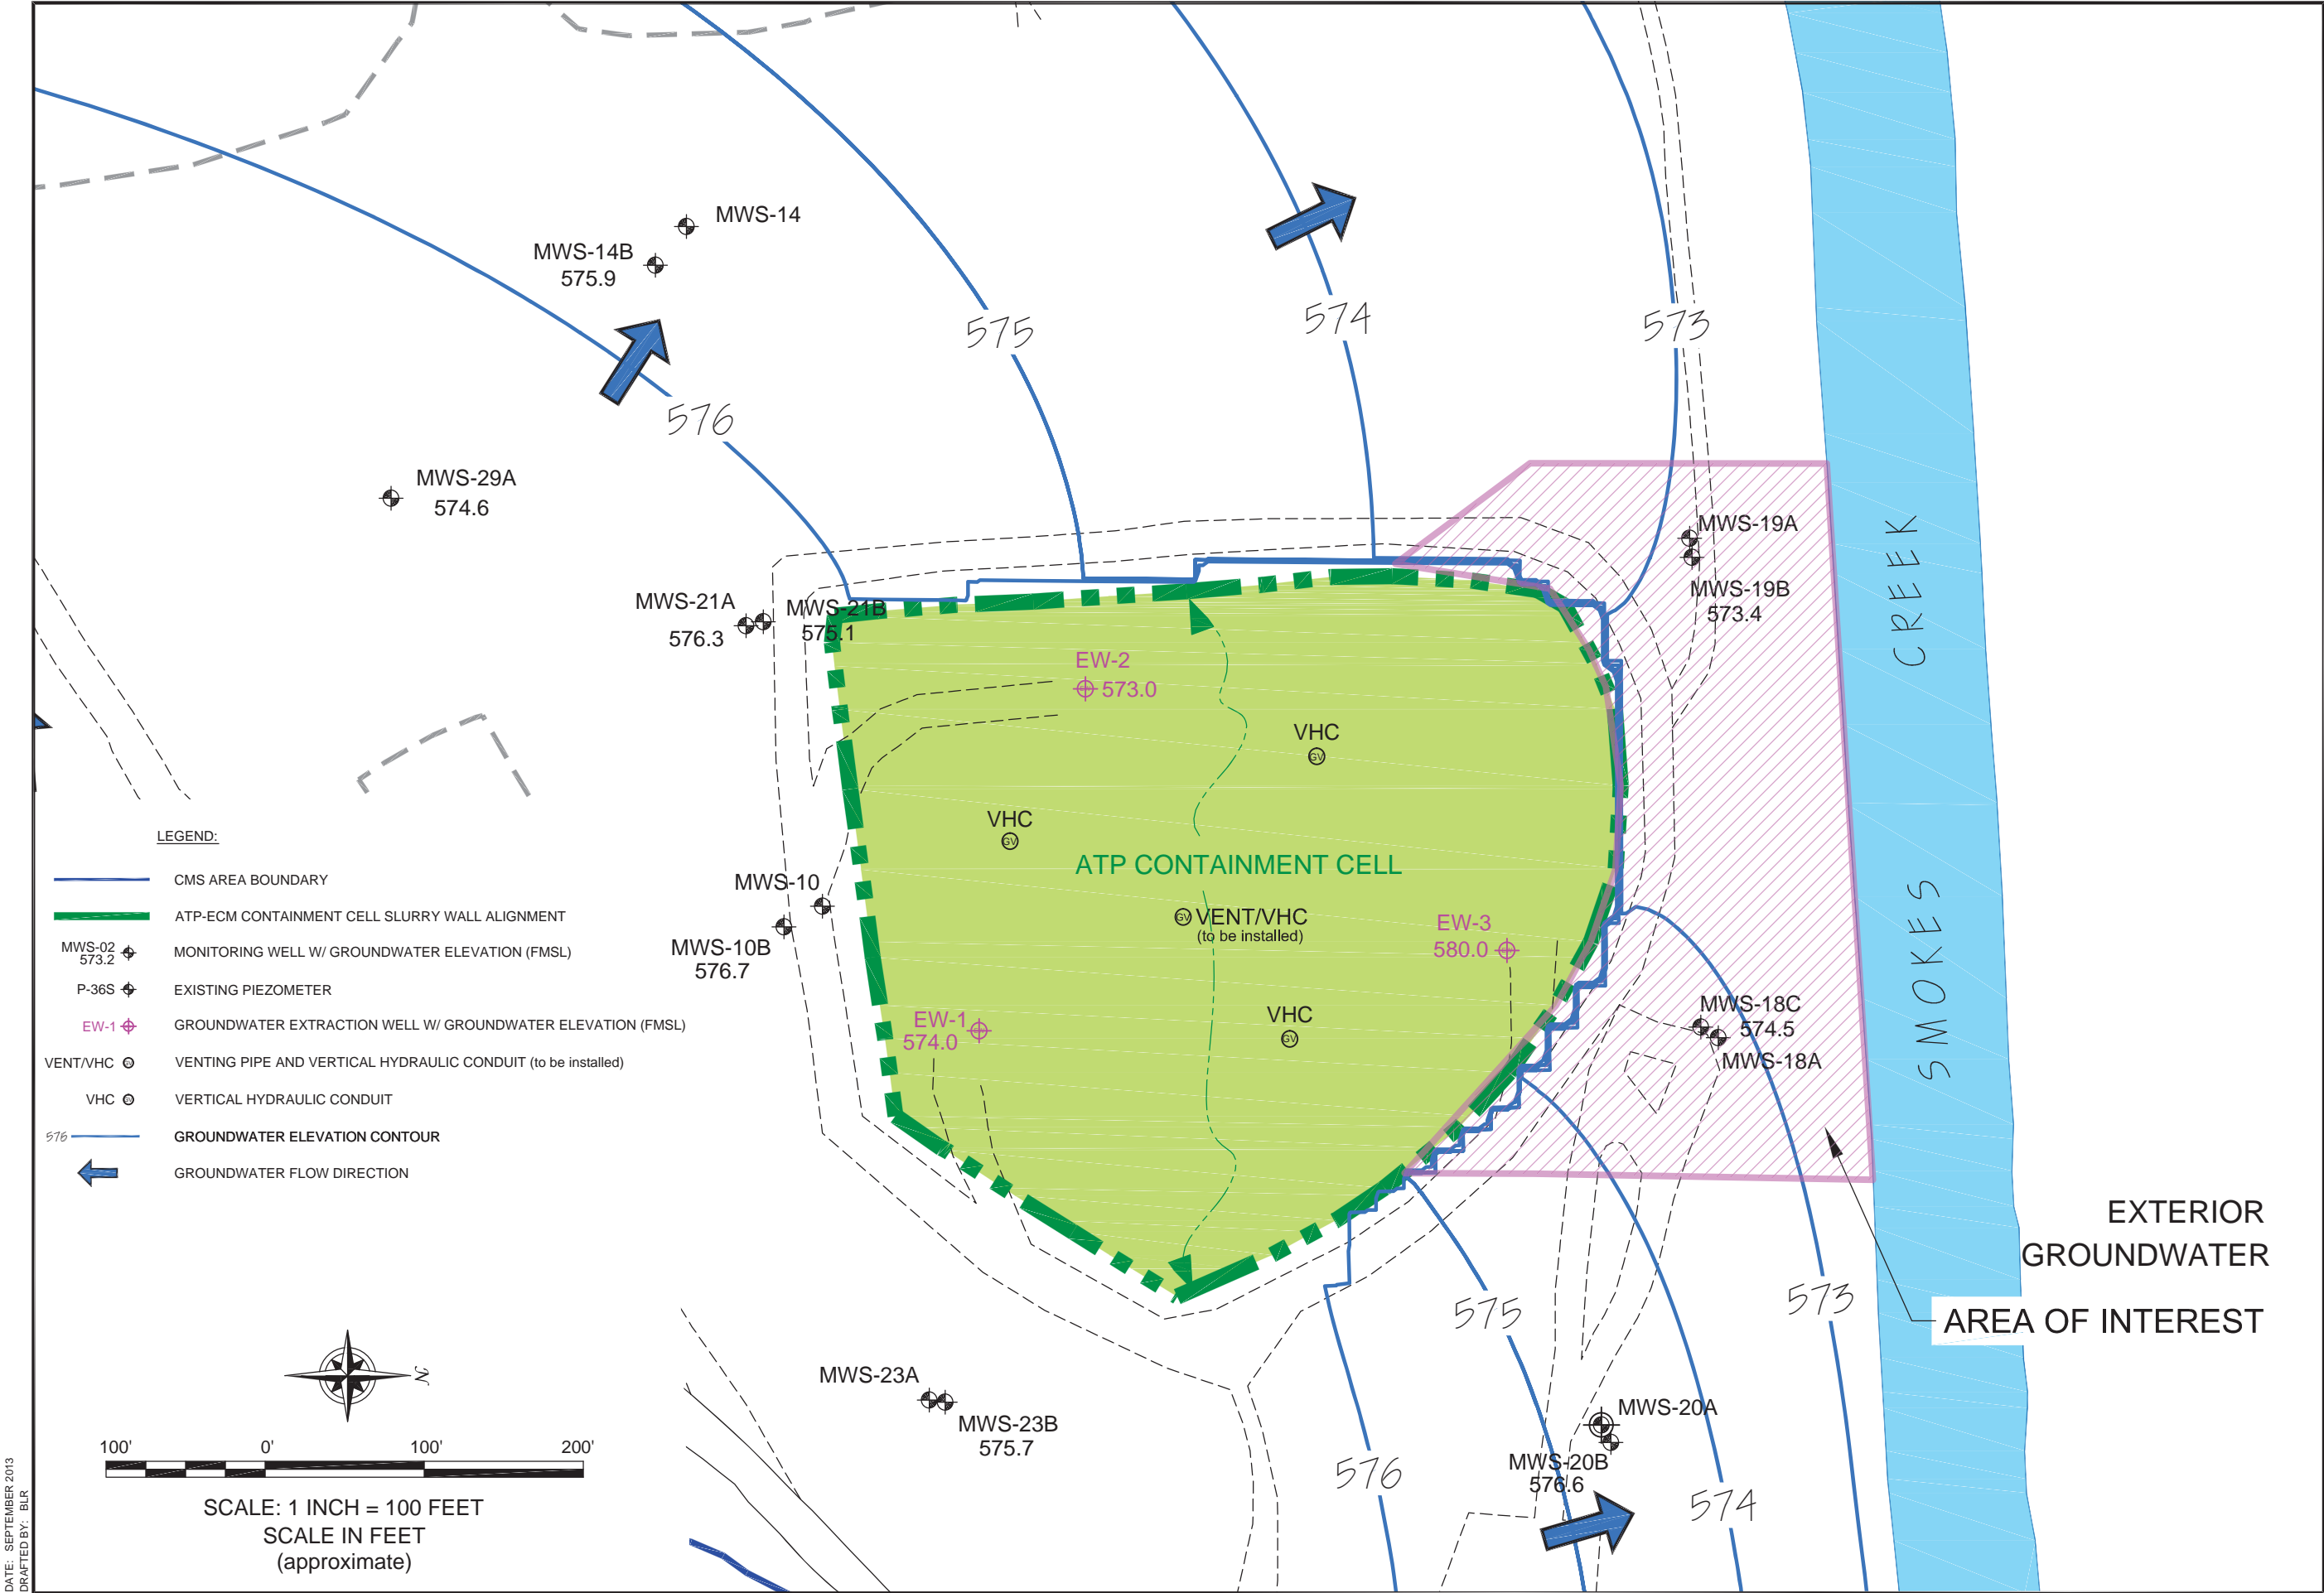 MWS-14
MWS-14B
575.9
575
574
573
576
MWS-29A
574.6
MWS-19A
MWS-19B
573.4
MWS-21A
576.3
MWS-21B
575.1
EW-2
573.0
VHC
GV
VHC
GV
ATP CONTAINMENT CELL
GV VENT/VHC
(to be installed)
EW-3
580.0
MWS-10
MWS-10B
576.7
EW-1
574.0
VHC
GV
MWS-18C
574.5
MWS-18A
SMOKES CREEK
LEGEND:
CMS AREA BOUNDARY
ATP-ECM CONTAINMENT CELL SLURRY WALL ALIGNMENT
MWS-02
573.2
MONITORING WELL W/ GROUNDWATER ELEVATION (FMSL)
P-36S EXISTING PIEZOMETER
EW-1 GROUNDWATER EXTRACTION WELL W/ GROUNDWATER ELEVATION (FMSL)
VENT/VHC VENTING PIPE AND VERTICAL HYDRAULIC CONDUIT (to be installed)
VHC VERTICAL HYDRAULIC CONDUIT
576 GROUNDWATER ELEVATION CONTOUR
GROUNDWATER FLOW DIRECTION
EXTERIOR
GROUNDWATER
AREA OF INTEREST
575
573
MWS-23A
MWS-23B
575.7
MWS-20A
MWS-20B
576.6
576
574
N
100' 0' 100' 200'
SCALE: 1 INCH = 100 FEET
SCALE IN FEET
(approximate)
DATE: SEPTEMBER 2013
DRAFTED BY: BLR